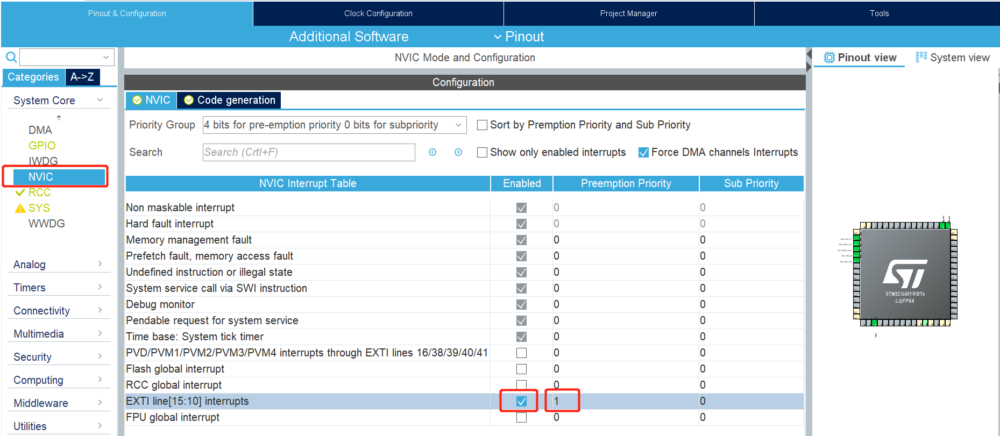 Pinout & Configuration
Clock Configuration
Project Manager
Tools
Additional Software
Pinout
NVIC Mode and Configuration
Pinout view
System view
Categories
A->Z
Configuration
System Core
NVIC
Code generation
Priority Group
4 bits for pre-emption priority 0 bits for subpriority
Sort by Premption Priority and Sub Priority
DMA
GPIO
IWDG
NVIC
RCC
SYS
WWDG
Search
Search (Crtl+F)
Show only enabled interrupts
Force DMA channels Interrupts
NVIC Interrupt Table Enabled Preemption Priority Sub Priority
Non maskable interrupt 0 0
Hard fault interrupt 0 0
Memory management fault 0 0
Prefetch fault, memory access fault 0 0
Undefined instruction or illegal state 0 0
System service call via SWI instruction 0 0
Debug monitor 0 0
Pendable request for system service 0 0
Time base: System tick timer 0 0
PVD/PVM1/PVM2/PVM3/PVM4 interrupts through EXTI lines 16/38/39/40/41 0 0
Flash global interrupt 0 0
RCC global interrupt 0 0
EXTI line[15:10] interrupts 1 0
FPU global interrupt 0 0
Analog
Timers
Connectivity
Multimedia
Security
Computing
Middleware
Utilities
ST
STM32G431RBTx
LQFP64